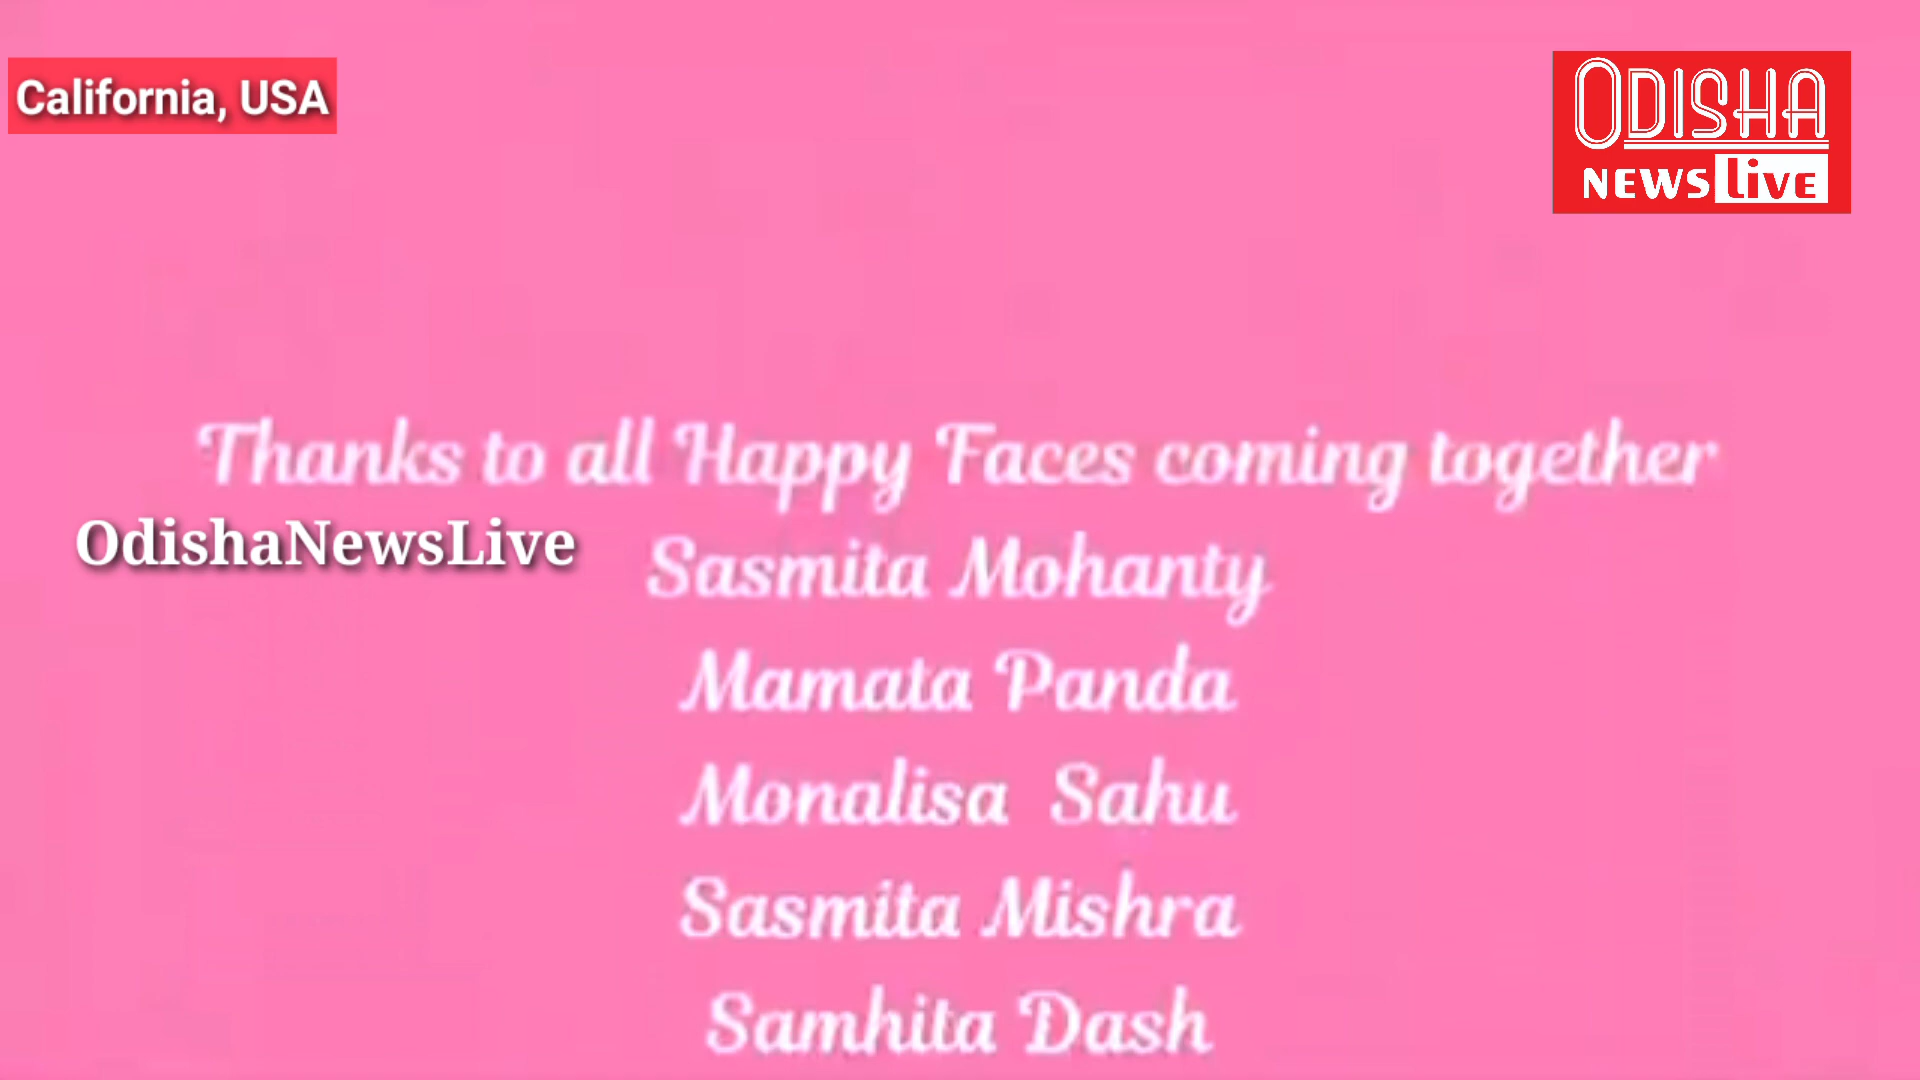 California, USA
ODISHA
NEWS Live
Thanks to all Happy Faces coming together
OdishaNewsLive
Sasmita Mohanty
Mamata Panda
Monalisa Sahu
Sasmita Mishra
Samhita Dash